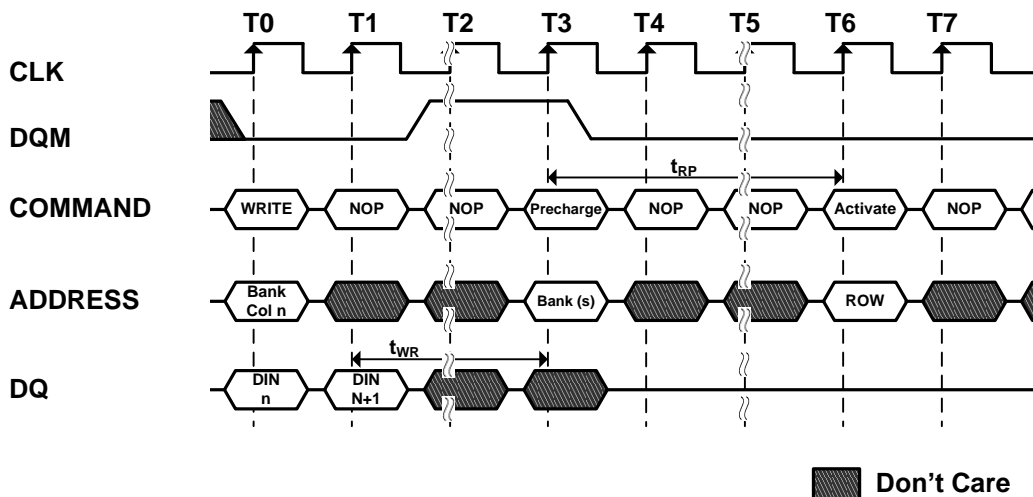 T0 T1 T2 T3 T4 T5 T6 T7
CLK
DQM
tRP
COMMAND WRITE NOP NOP Precharge NOP NOP Activate NOP
ADDRESS Bank Col n Bank (s) ROW
tWR
DQ DIN n DIN N+1
Don't Care